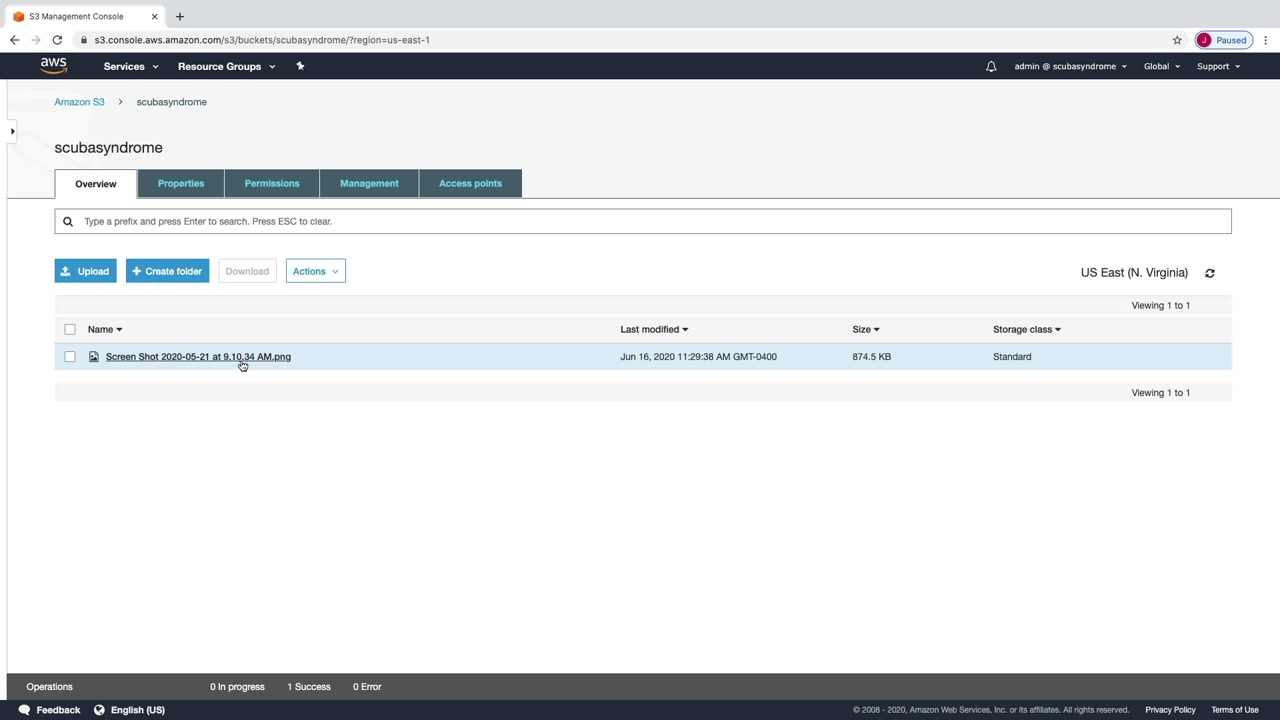 S3 Management Console
s3.console.aws.amazon.com/s3/buckets/scubasyndrome/?region=us-east-1
J Paused
aws Services Resource Groups admin @ scubasyndrome Global Support
Amazon S3 > scubasyndrome
scubasyndrome
Overview Properties Permissions Management Access points
Type a prefix and press Enter to search. Press ESC to clear.
Upload + Create folder Download Actions US East (N. Virginia)
Viewing 1 to 1
Name Last modified Size Storage class
Screen Shot 2020-05-21 at 9.10.34 AM.png Jun 16, 2020 11:29:38 AM GMT-0400 874.5 KB Standard
Viewing 1 to 1
Operations 0 In progress 1 Success 0 Error
Feedback English (US) © 2008 - 2020, Amazon Web Services, Inc. or its affiliates. All rights reserved. Privacy Policy Terms of Use